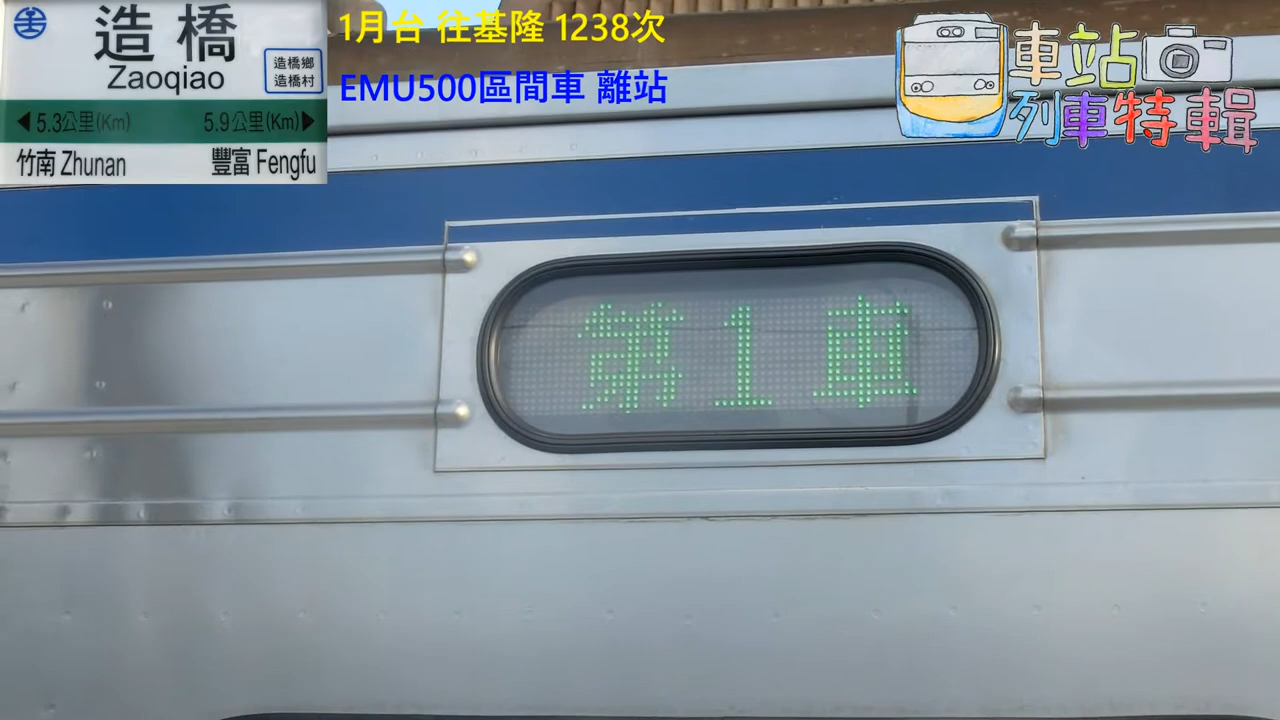 造橋
Zaoqiao
造橋鄉
造橋村
◀5.3公里(Km) 5.9公里(Km)▶
竹南 Zhunan 豐富 Fengfu
1月台 往基隆 1238次
EMU500區間車 離站
車站
列車特輯
第1車